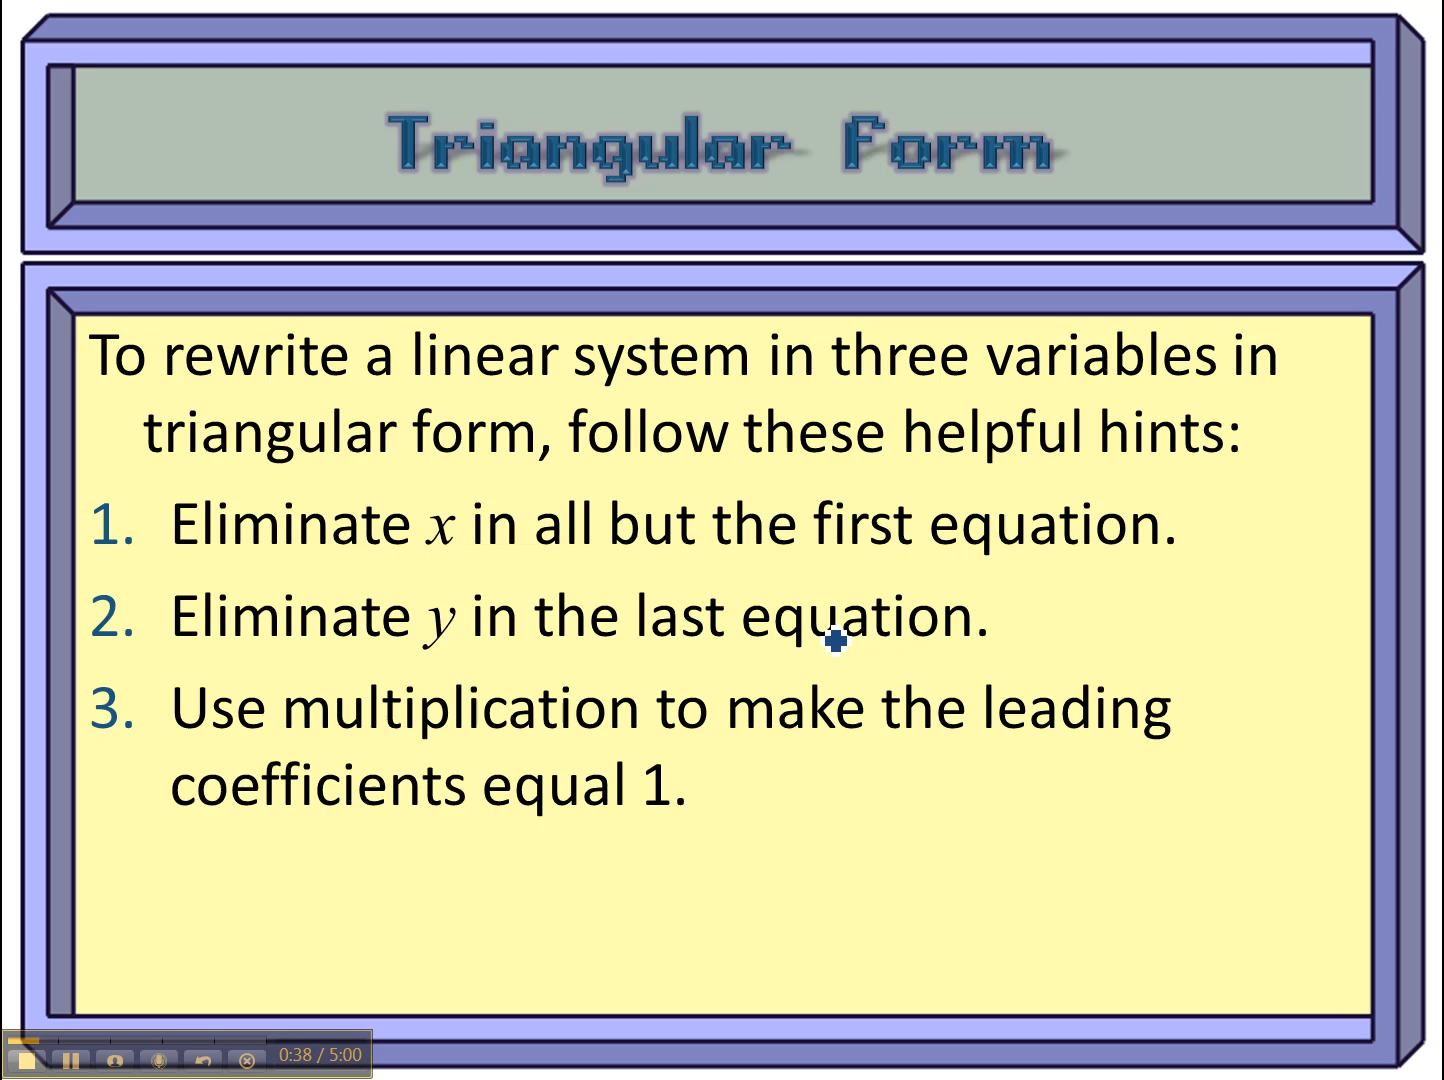 Triangular Form
To rewrite a linear system in three variables in
triangular form, follow these helpful hints:
1. Eliminate x in all but the first equation.
2. Eliminate y in the last equation.
3. Use multiplication to make the leading
coefficients equal 1.
0:38 / 5:00